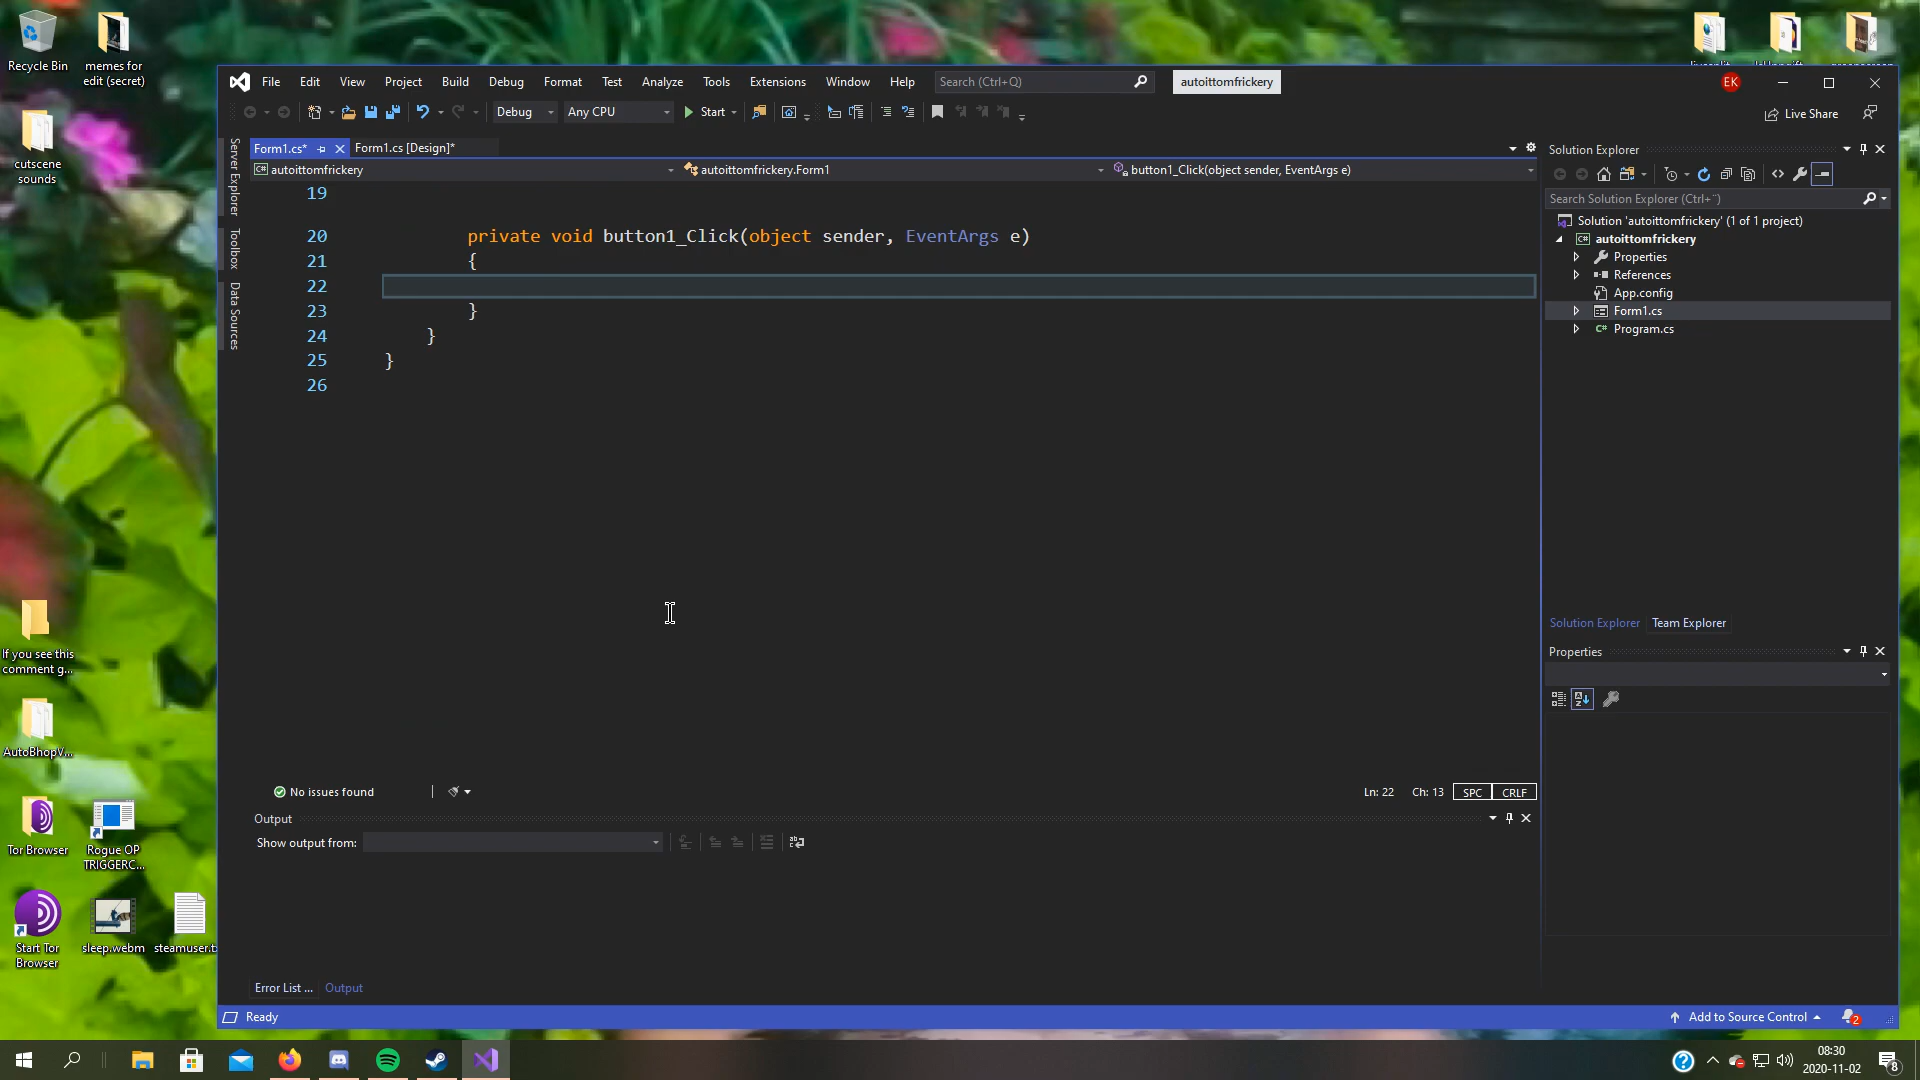 Recycle Bin
memes for
edit (secret)
cutscene
sounds
If you see this
comment g...
AutoBhopV...
Tor Browser
Rogue OP
TRIGGERC...
Start Tor
Browser
sleep.webm
steamuser.t
File Edit View Project Build Debug Format Test Analyze Tools Extensions Window Help Search (Ctrl+Q) autoittomfrickery EK
Debug Any CPU Start Live Share
Server Explorer
Toolbox
Data Sources
Form1.cs* Form1.cs [Design]*
autoittomfrickery autoittomfrickery.Form1 button1_Click(object sender, EventArgs e)
19
20 private void button1_Click(object sender, EventArgs e)
21 {
22
23 }
24 }
25 }
26
No issues found Ln: 22 Ch: 13 SPC CRLF
Output
Show output from:
Error List ... Output
Solution Explorer
Search Solution Explorer (Ctrl+¨)
Solution 'autoittomfrickery' (1 of 1 project)
autoittomfrickery
Properties
References
App.config
Form1.cs
Program.cs
Solution Explorer Team Explorer
Properties
Ready Add to Source Control 2
08:30
2020-11-02
8